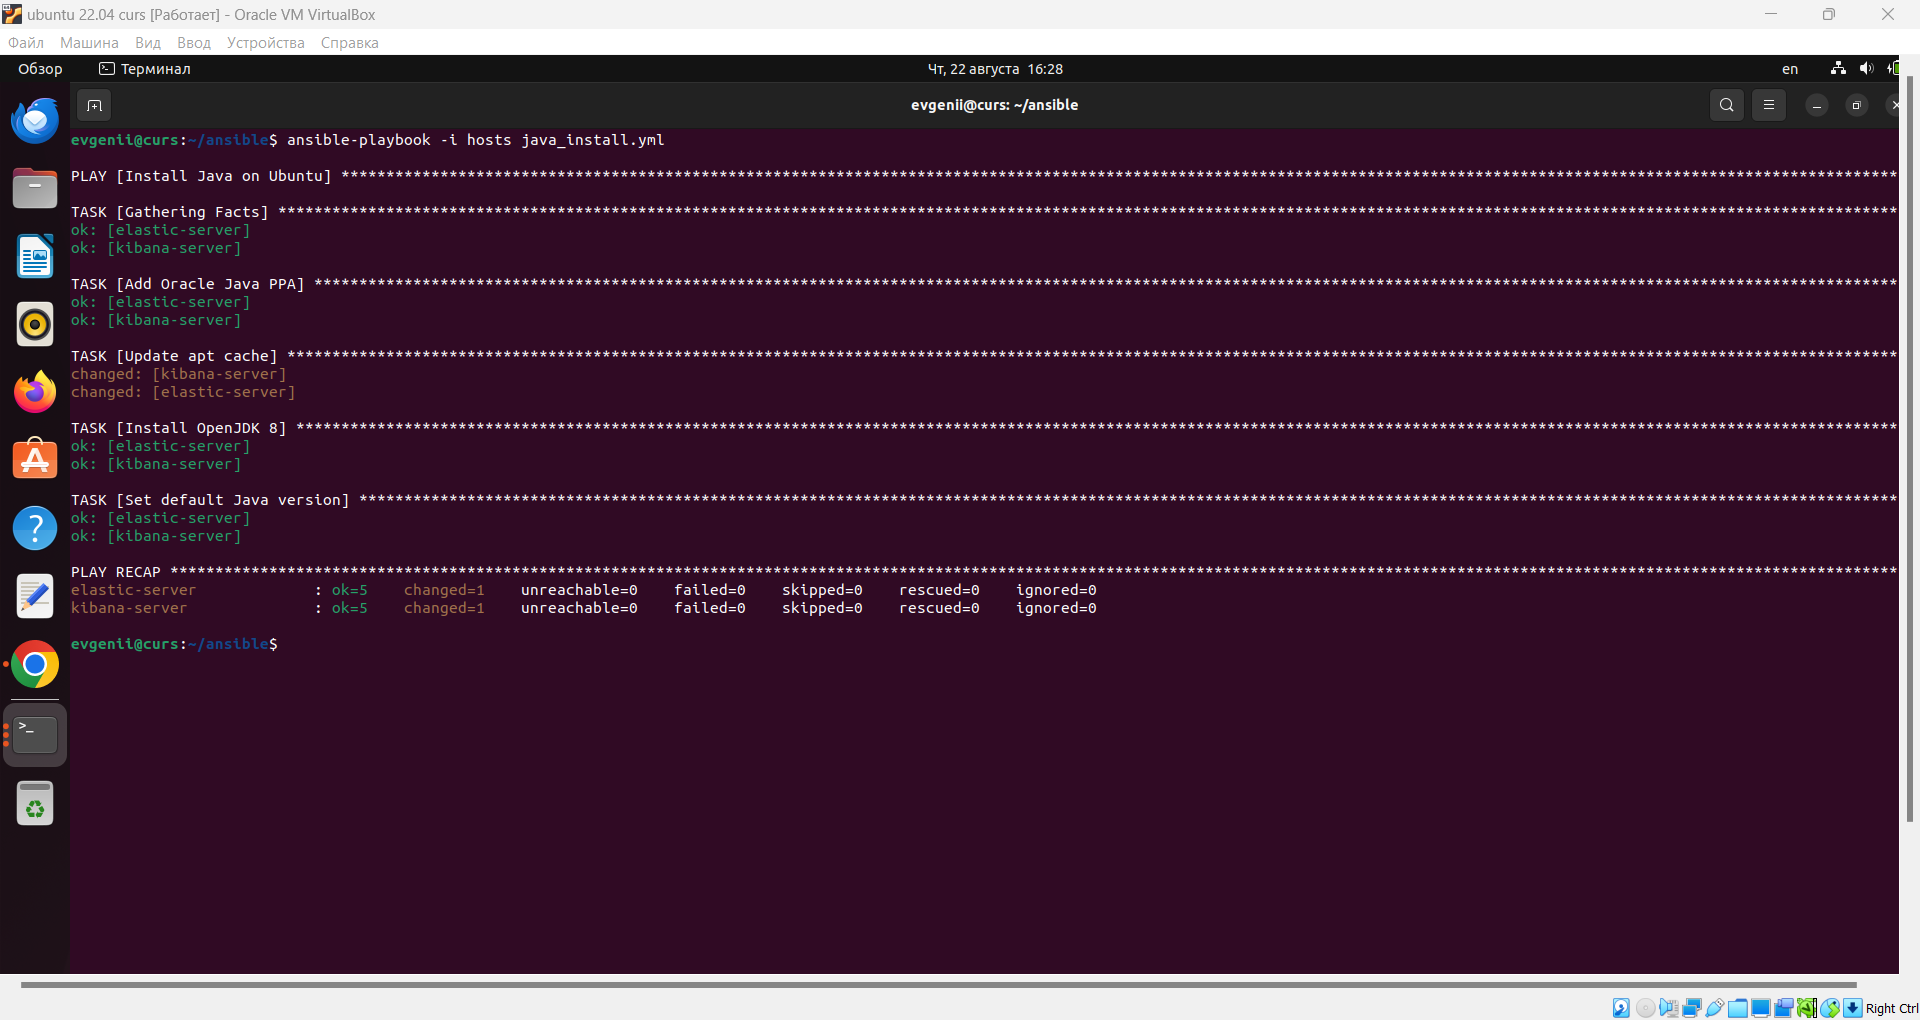 ubuntu 22.04 curs [Работает] - Oracle VM VirtualBox
Файл Машина Вид Ввод Устройства Справка
Обзор Терминал Чт, 22 августа 16:28 en
evgenii@curs: ~/ansible
evgenii@curs:~/ansible$ ansible-playbook -i hosts java_install.yml
PLAY [Install Java on Ubuntu] ****************************************************************************************************************************************************************************
TASK [Gathering Facts] ***********************************************************************************************************************************************************************************
ok: [elastic-server]
ok: [kibana-server]
TASK [Add Oracle Java PPA] *******************************************************************************************************************************************************************************
ok: [elastic-server]
ok: [kibana-server]
TASK [Update apt cache] **********************************************************************************************************************************************************************************
changed: [kibana-server]
changed: [elastic-server]
TASK [Install OpenJDK 8] *********************************************************************************************************************************************************************************
ok: [elastic-server]
ok: [kibana-server]
TASK [Set default Java version] **************************************************************************************************************************************************************************
ok: [elastic-server]
ok: [kibana-server]
PLAY RECAP ***********************************************************************************************************************************************************************************************
elastic-server : ok=5 changed=1 unreachable=0 failed=0 skipped=0 rescued=0 ignored=0
kibana-server : ok=5 changed=1 unreachable=0 failed=0 skipped=0 rescued=0 ignored=0
evgenii@curs:~/ansible$
Right Ctrl